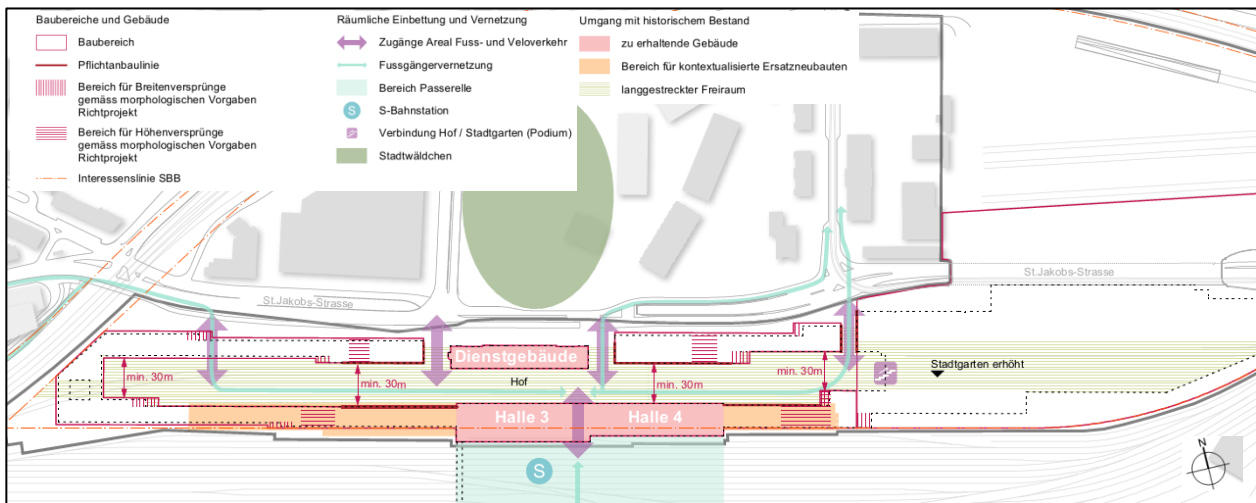 Baubereiche und Gebäude
Baubereich
Pflichtanbaulinie
Bereich für Breitenversprünge
gemäss morphologischen Vorgaben
Richtprojekt
Bereich für Höhenversprünge
gemäss morphologischen Vorgaben
Richtprojekt
Interessenslinie SBB
Räumliche Einbettung und Vernetzung
Zugänge Areal Fuss- und Veloverkehr
Fussgängervernetzung
Bereich Passerelle
S
S-Bahnstation
Verbindung Hof / Stadtgarten (Podium)
Stadtwäldchen
Umgang mit historischem Bestand
zu erhaltende Gebäude
Bereich für kontextualisierte Ersatzneubauten
langgestreckter Freiraum
St.Jakobs-Strasse
St.Jakobs-Strasse
Dienstgebäude
Stadtgarten erhöht
min. 30m
min. 30m
Hof
min. 30m
min. 30m
Halle 3
Halle 4
S
N